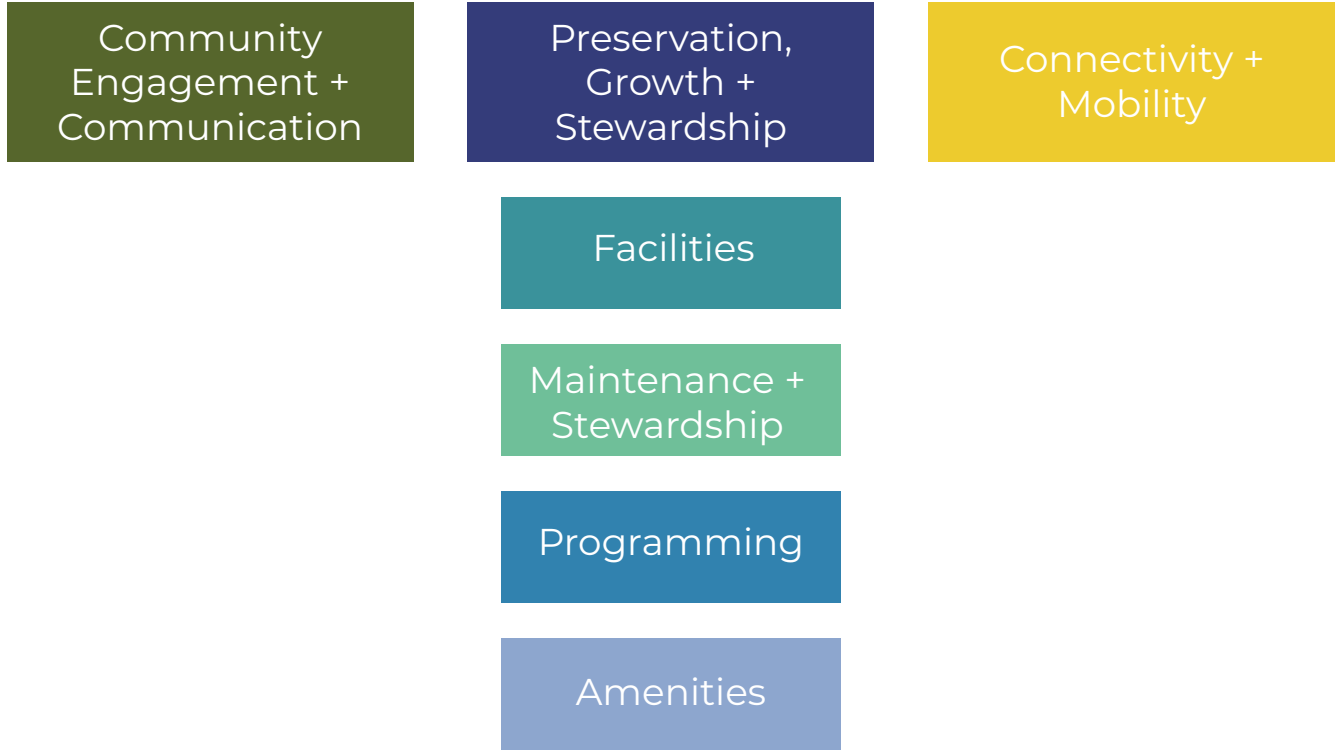 Community
Engagement +
Communication
Preservation,
Growth +
Stewardship
Connectivity +
Mobility
Facilities
Maintenance +
Stewardship
Programming
Amenities